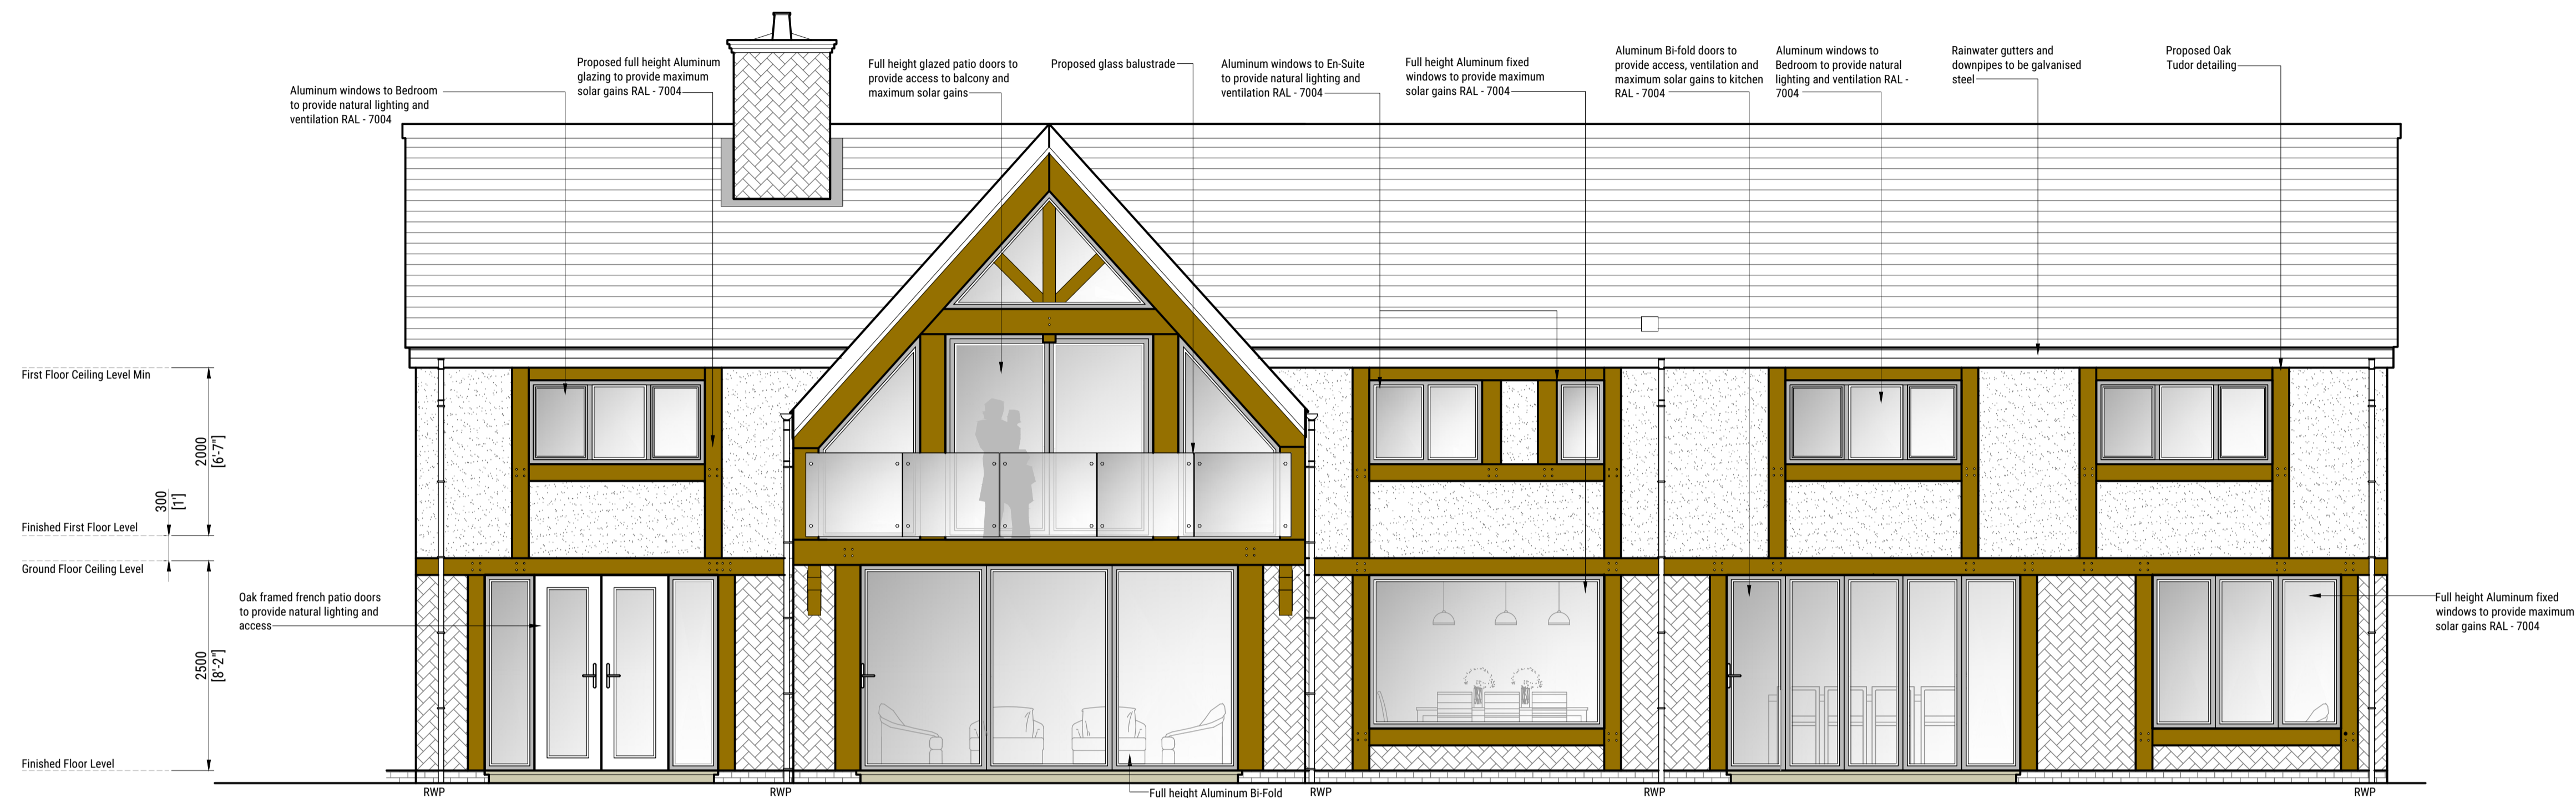 Aluminum windows to Bedroom
to provide natural lighting and
ventilation RAL - 7004
Proposed full height Aluminum
glazing to provide maximum
solar gains RAL - 7004
Full height glazed patio doors to
provide access to balcony and
maximum solar gains
Proposed glass balustrade
Aluminum windows to En-Suite
to provide natural lighting and
ventilation RAL - 7004
Full height Aluminum fixed
windows to provide maximum
solar gains RAL - 7004
Aluminum Bi-fold doors to
provide access, ventilation and
maximum solar gains to kitchen
RAL - 7004
Aluminum windows to
Bedroom to provide natural
lighting and ventilation RAL -
7004
Rainwater gutters and
downpipes to be galvanised
steel
Proposed Oak
Tudor detailing
First Floor Ceiling Level Min
2000
[6'-7"]
300
[1']
Finished First Floor Level
Ground Floor Ceiling Level
Oak framed french patio doors
to provide natural lighting and
access
2500
[8'-2"]
Finished Floor Level
Full height Aluminum fixed
windows to provide maximum
solar gains RAL - 7004
RWP
RWP
Full height Aluminum Bi-Fold
RWP
RWP
RWP